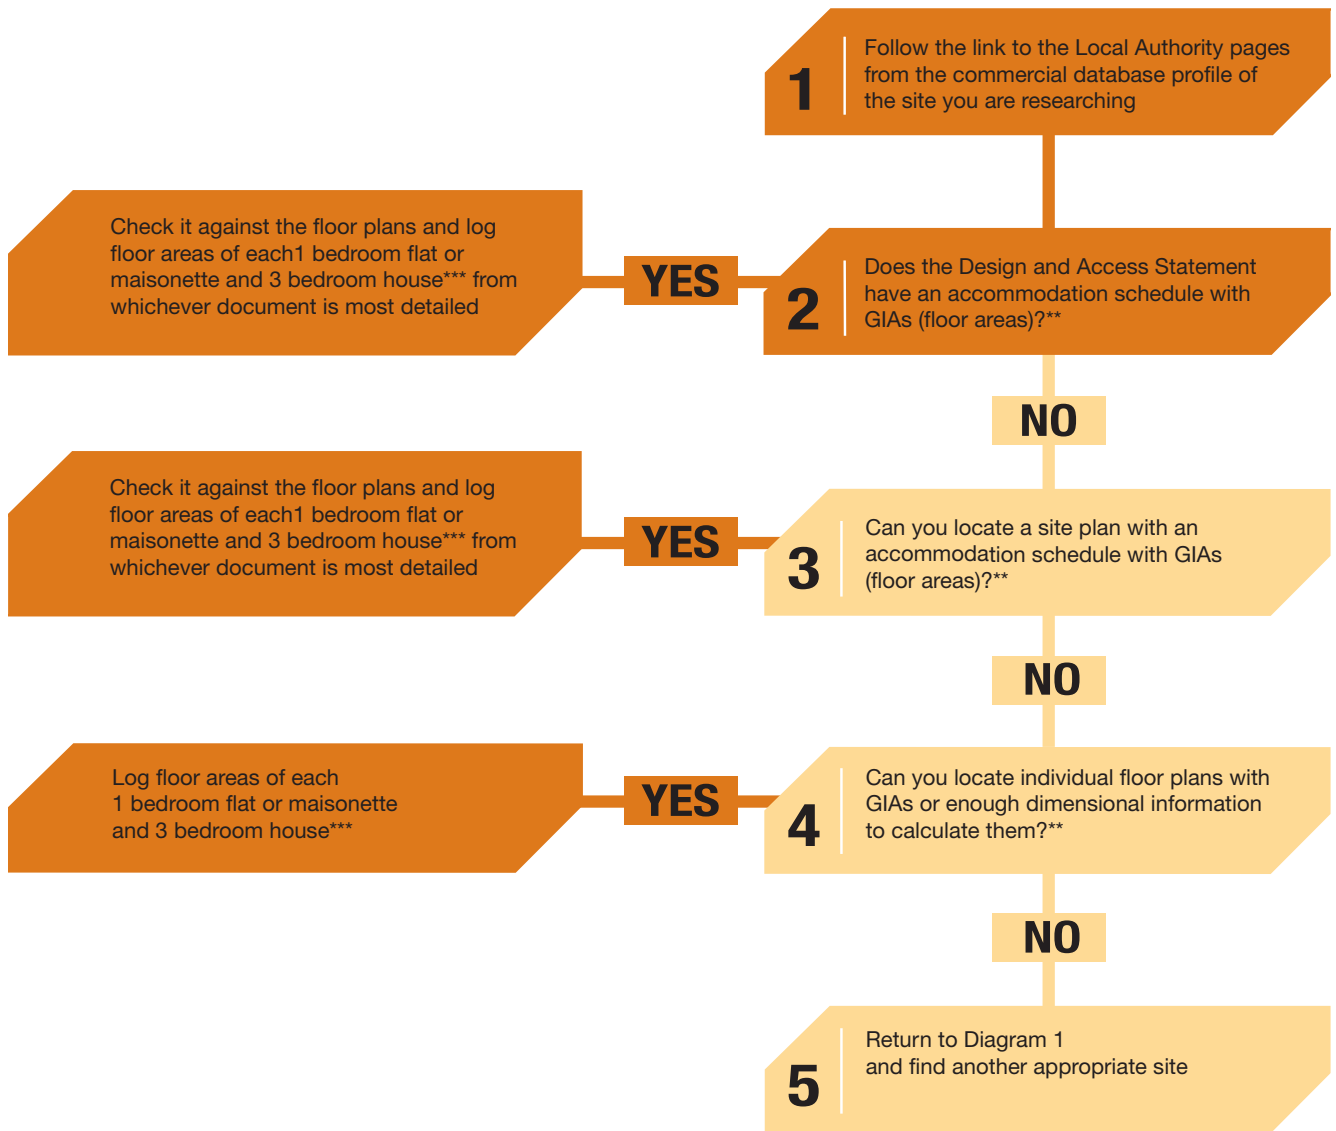 1
Follow the link to the Local Authority pages
from the commercial database profile of
the site you are researching
2
Does the Design and Access Statement
have an accommodation schedule with
GIAs (floor areas)?**
YES
Check it against the floor plans and log
floor areas of each1 bedroom flat or
maisonette and 3 bedroom house*** from
whichever document is most detailed
NO
3
Can you locate a site plan with an
accommodation schedule with GIAs
(floor areas)?**
YES
Check it against the floor plans and log
floor areas of each1 bedroom flat or
maisonette and 3 bedroom house*** from
whichever document is most detailed
NO
4
Can you locate individual floor plans with
GIAs or enough dimensional information
to calculate them?**
YES
Log floor areas of each
1 bedroom flat or maisonette
and 3 bedroom house***
NO
5
Return to Diagram 1
and find another appropriate site